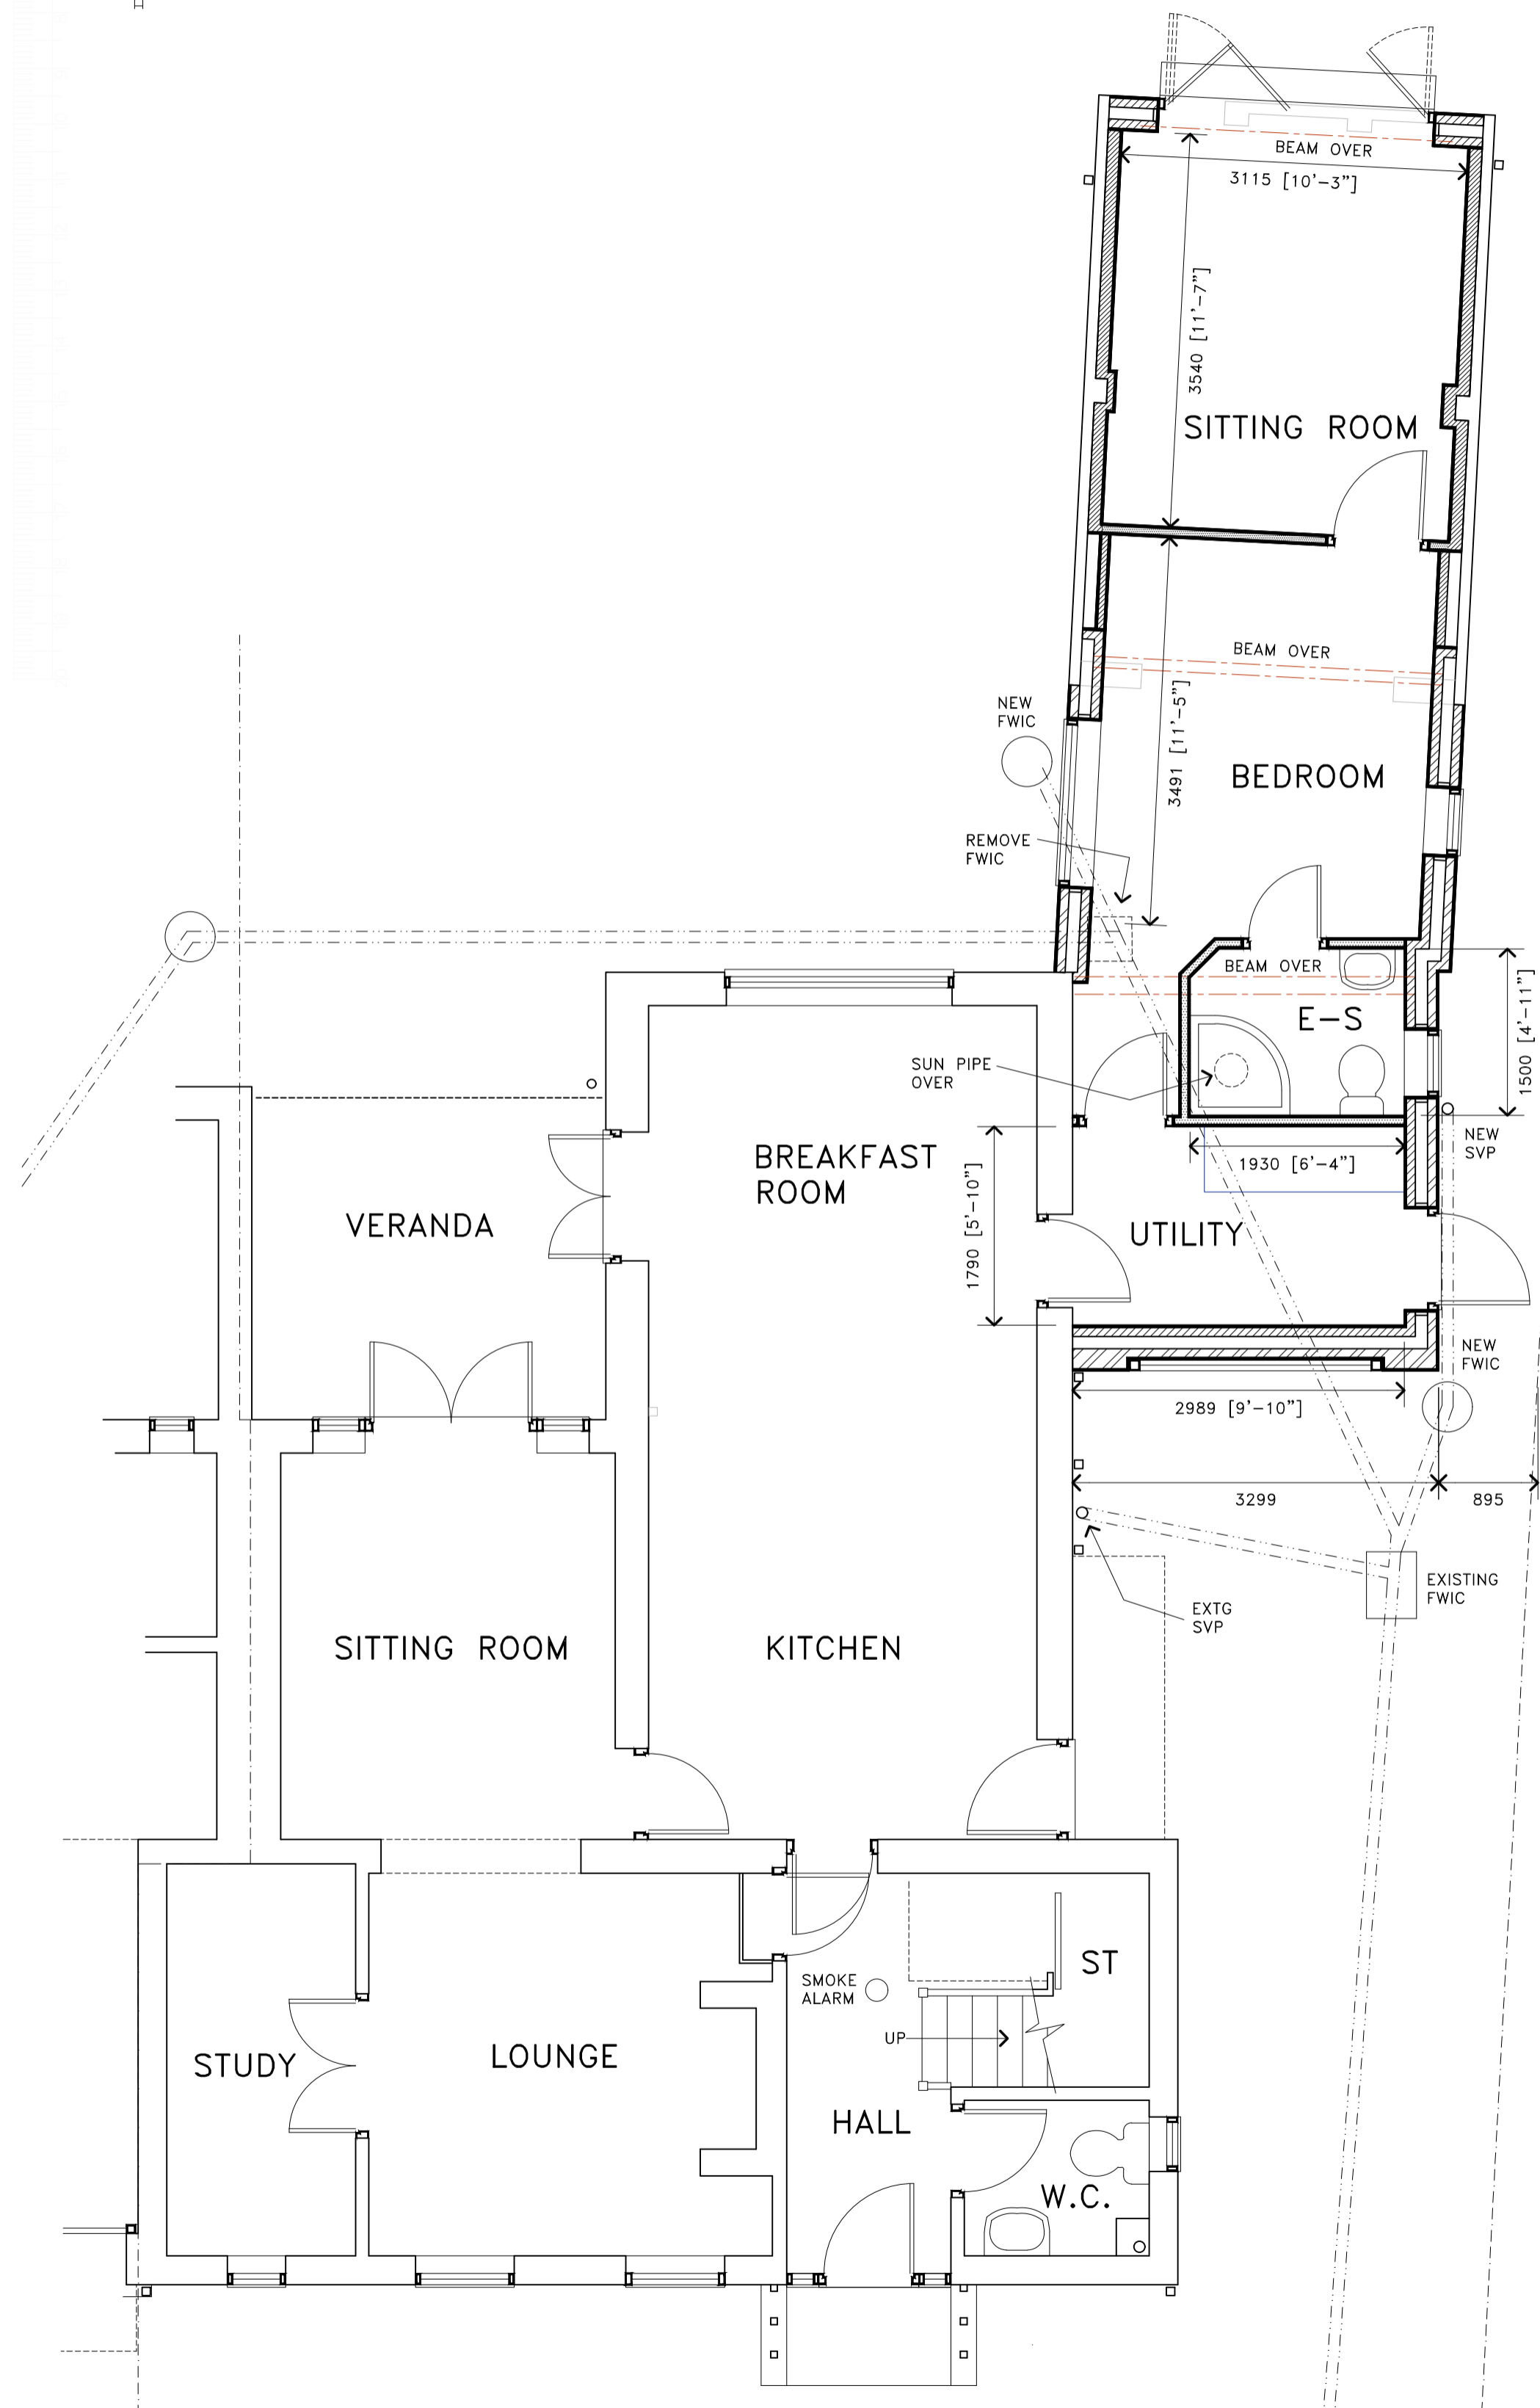 BEAM OVER
3115 [10'-3"]
3540 [11'-7"]
SITTING ROOM
BEAM OVER
NEW
FWIC
3491 [11'-5"]
BEDROOM
REMOVE
FWIC
BEAM OVER
E-S
1500 [4'-11"]
SUN PIPE
OVER
NEW
SVP
BREAKFAST
ROOM
1930 [6'-4"]
1790 [5'-10"]
VERANDA
UTILITY
NEW
FWIC
2989 [9'-10"]
3299
895
EXISTING
FWIC
EXTG
SVP
SITTING ROOM
KITCHEN
ST
SMOKE
ALARM
UP
STUDY
LOUNGE
HALL
W.C.